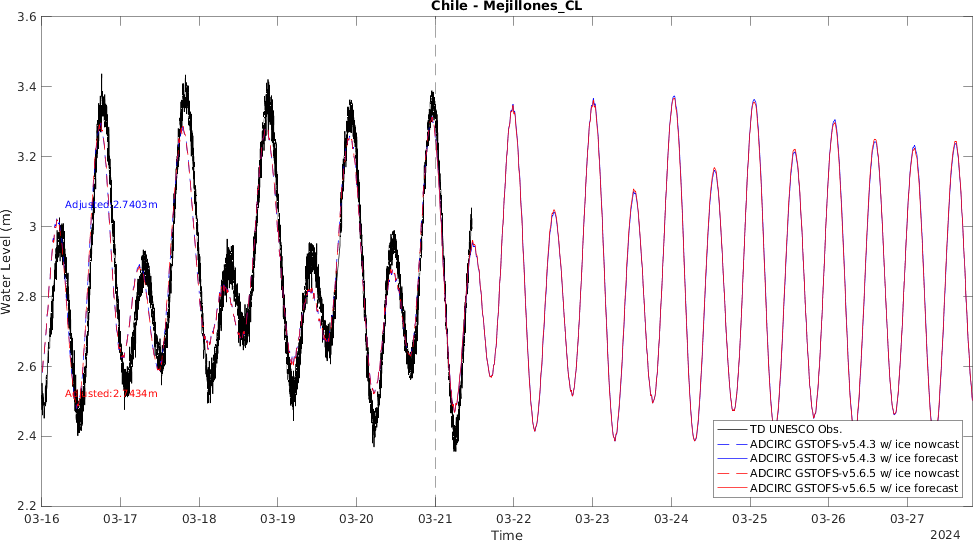 Chile - Mejillones_CL
3.6
3.4
3.2
3
2.8
2.6
2.4
2.2
Water Level (m)
Adjusted:2.7403m
TD UNESCO Obs.
ADCIRC GSTOFS-v5.4.3 w/ ice nowcast
ADCIRC GSTOFS-v5.4.3 w/ ice forecast
ADCIRC GSTOFS-v5.6.5 w/ ice nowcast
ADCIRC GSTOFS-v5.6.5 w/ ice forecast
03-16 03-17 03-18 03-19 03-20 03-21 03-22 03-23 03-24 03-25 03-26 03-27
Time
2024